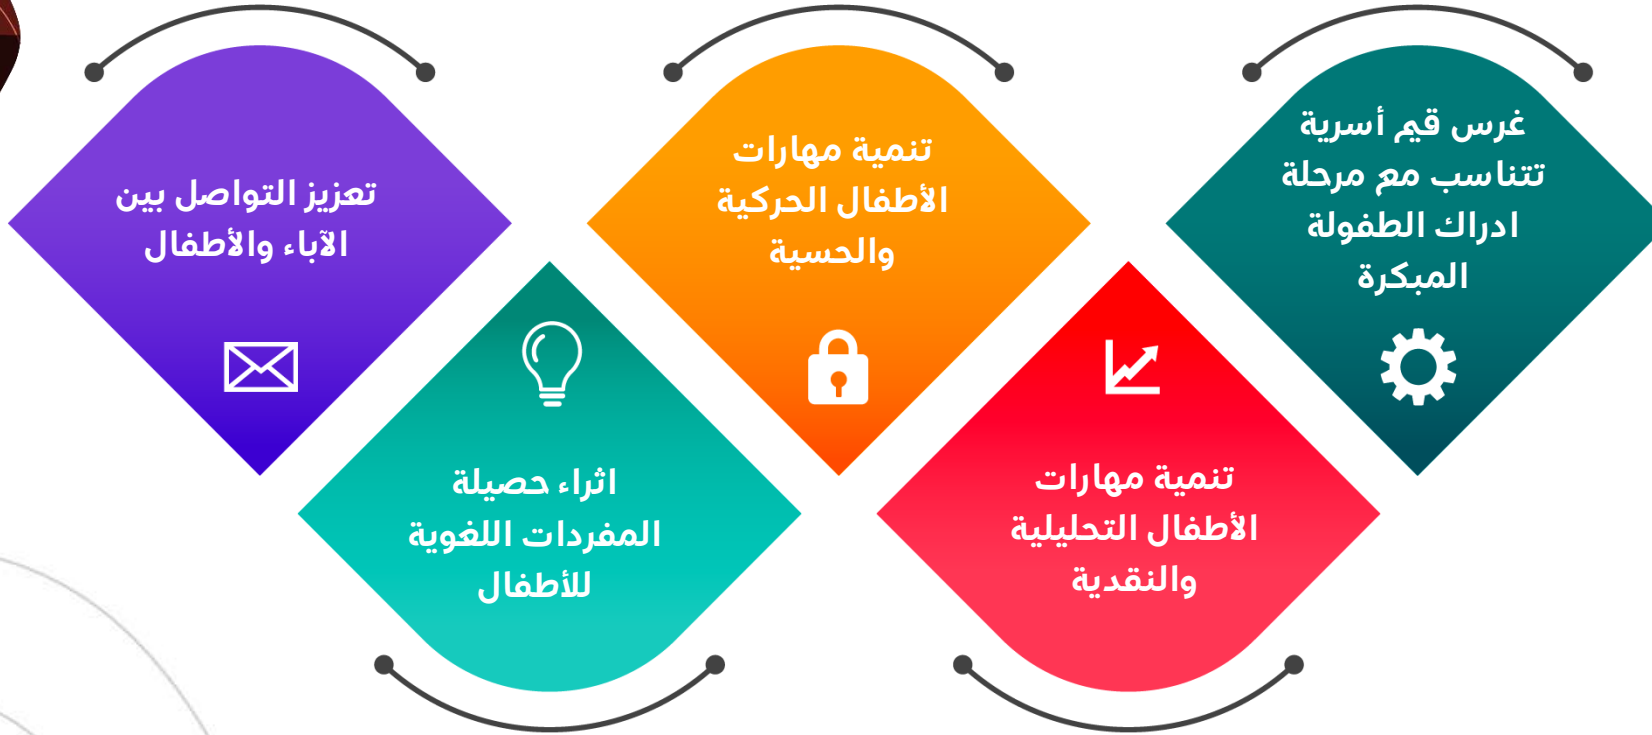 غرس قيم أسرية
تتناسب مع مرحلة
ادراك الطفولة
المبكرة
تنمية مهارات
الأطفال التحليلية
والنقدية
تنمية مهارات
الأطفال الحركية
والحسية
اثراء حصيلة
المفردات اللغوية
للأطفال
تعزيز التواصل بين
الآباء والأطفال